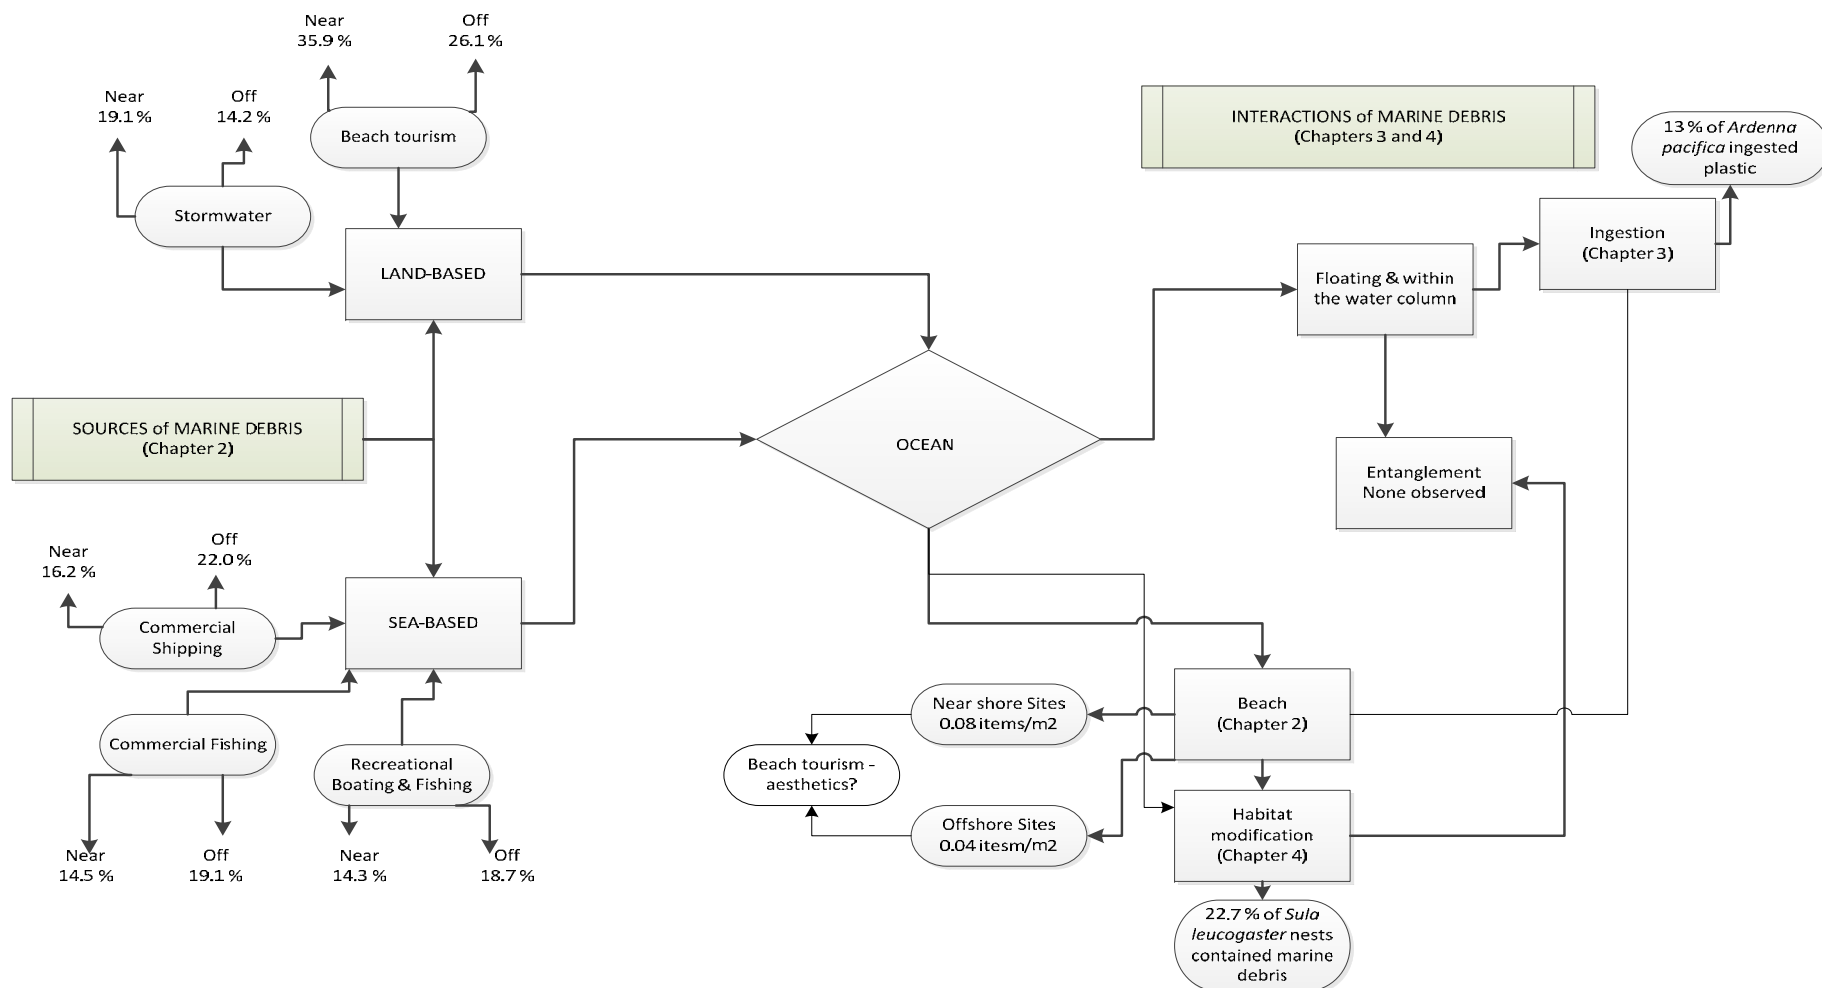 Near
35.9 %
Off
26.1 %
Near
19.1 %
Off
14.2 %
Beach tourism
Stormwater
LAND-BASED
SOURCES of MARINE DEBRIS
(Chapter 2)
Near
16.2 %
Off
22.0 %
Commercial
Shipping
SEA-BASED
Commercial Fishing
Recreational
Boating & Fishing
Near
14.5 %
Off
19.1 %
Near
14.3 %
Off
18.7 %
OCEAN
INTERACTIONS of MARINE DEBRIS
(Chapters 3 and 4)
13 % of Ardenna
pacifica ingested
plastic
Ingestion
(Chapter 3)
Floating & within
the water column
Entanglement
None observed
Near shore Sites
0.08 items/m2
Beach
(Chapter 2)
Beach tourism -
aesthetics?
Offshore Sites
0.04 itesm/m2
Habitat
modification
(Chapter 4)
22.7 % of Sula
leucogaster nests
contained marine
debris